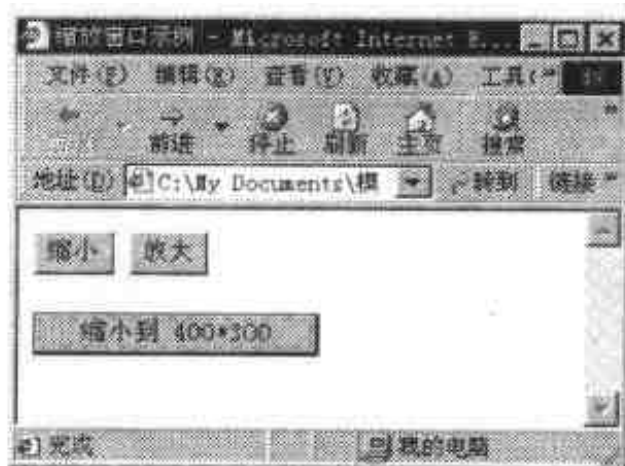 缩放窗口示例 - Microsoft Internet E...
文件(F) 编辑(E) 查看(V) 收藏(A) 工具( »
前进 停止 刷新 主页 搜索 »
地址(D) C:\My Documents\模 转到 链接 »
缩小 放大
缩小到 400*300
完成 我的电脑